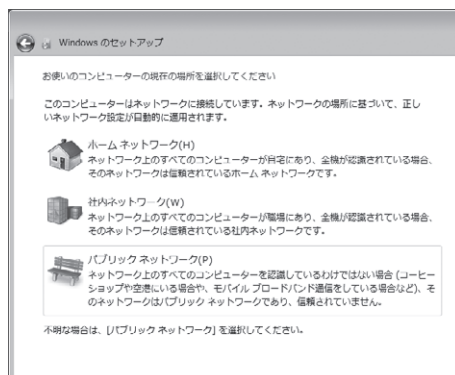 Windows のセットアップ
お使いのコンピューターの現在の場所を選択してください
このコンピューターはネットワークに接続しています。ネットワークの場所に基づいて、正し
いネットワーク設定が自動的に適用されます。
ホーム ネットワーク(H)
ネットワーク上のすべてのコンピューターが自宅にあり、全機が認識されている場合、
そのネットワークは信頼されているホーム ネットワークです。
社内ネットワーク(W)
ネットワーク上のすべてのコンピューターが職場にあり、全機が認識されている場合、
そのネットワークは信頼されている社内ネットワークです。
パブリック ネットワーク(P)
ネットワーク上のすべてのコンピューターを認識しているわけではない場合 (コーヒー
ショップや空港にいる場合や、モバイル ブロードバンド通信をしている場合など)、そ
のネットワークはパブリック ネットワークであり、信頼されていません。
不明な場合は、[パブリック ネットワーク] を選択してください。